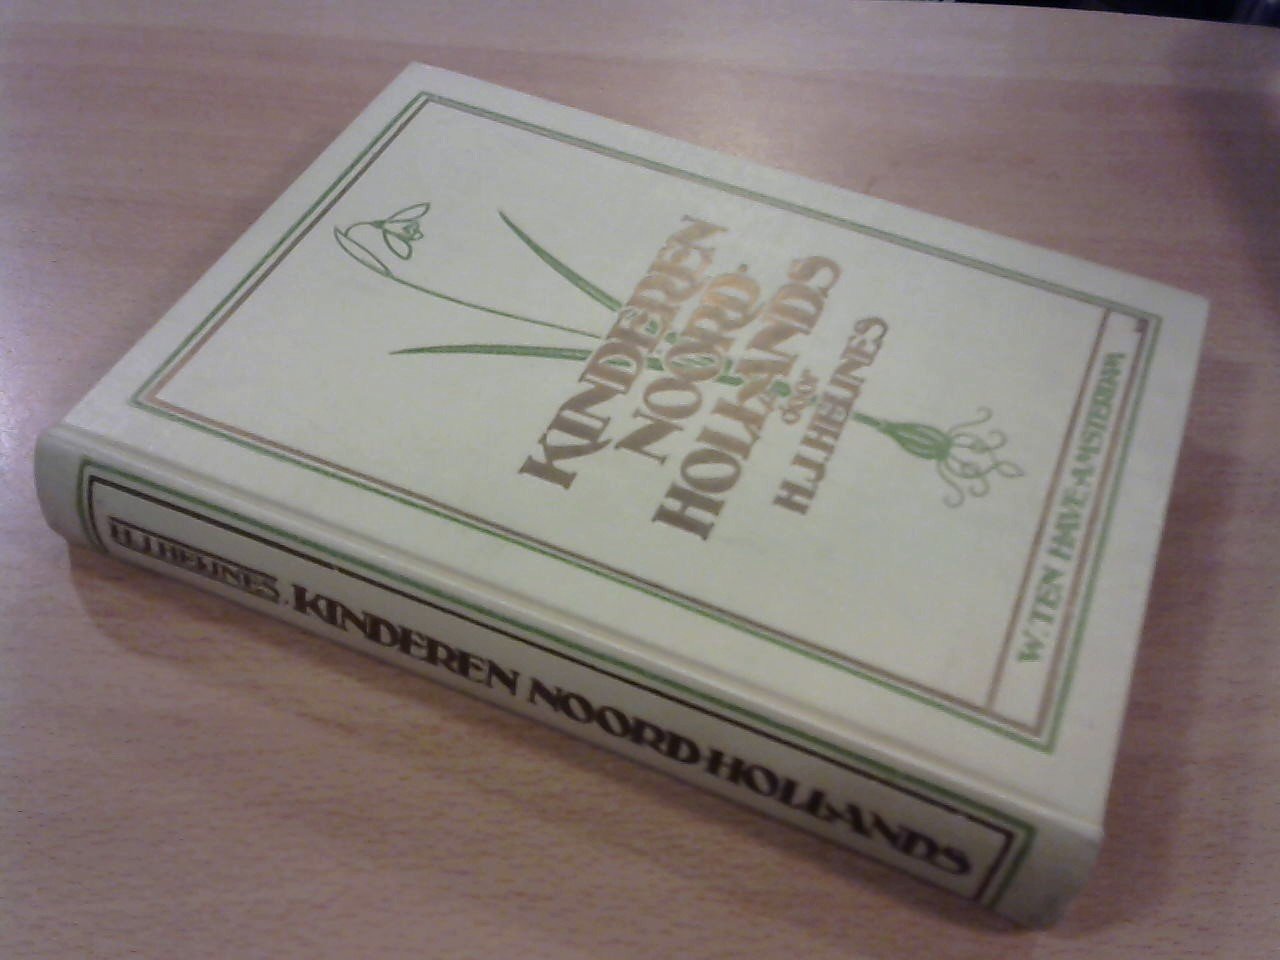 KINDEREN
NOORD-
HOLLANDS
door
H.J. HEIJNES
W. TEN HAVE·AMSTERDAM
H.J. HEIJNES. KINDEREN NOORD-HOLLANDS